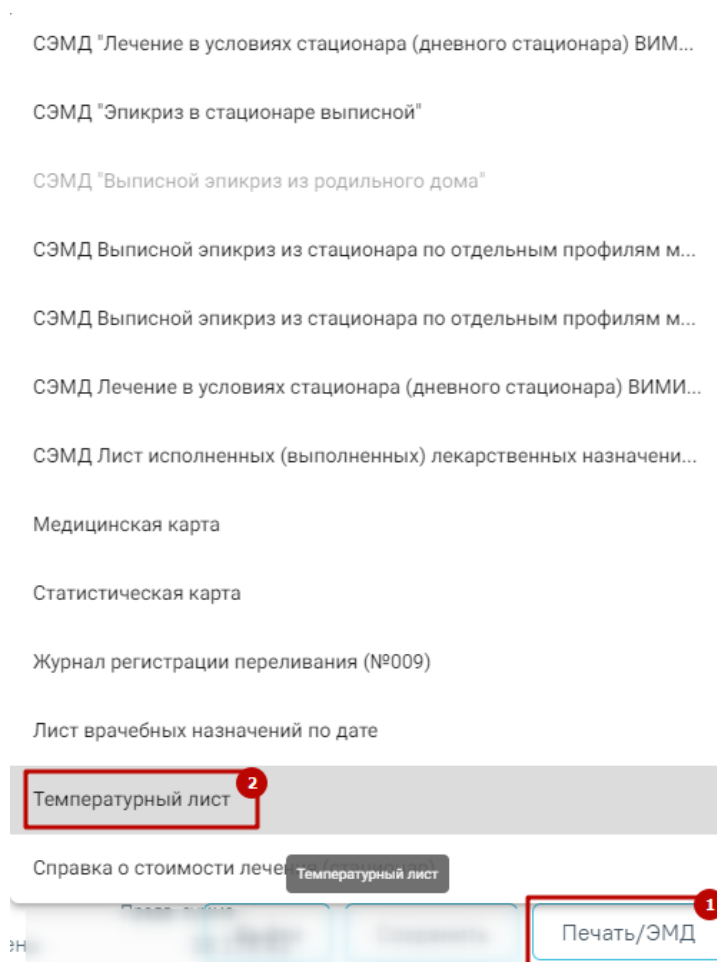 СЭМД "Лечение в условиях стационара (дневного стационара) ВИМ...
СЭМД "Эпикриз в стационаре выписной"
СЭМД "Выписной эпикриз из родильного дома"
СЭМД Выписной эпикриз из стационара по отдельным профилям м...
СЭМД Выписной эпикриз из стационара по отдельным профилям м...
СЭМД Лечение в условиях стационара (дневного стационара) ВИМИ...
СЭМД Лист исполненных (выполненных) лекарственных назначени...
Медицинская карта
Статистическая карта
Журнал регистрации переливания (№009)
Лист врачебных назначений по дате
2
Температурный лист
Справка о стоимости лечения (стационар)
Температурный лист
1
Печать/ЭМД